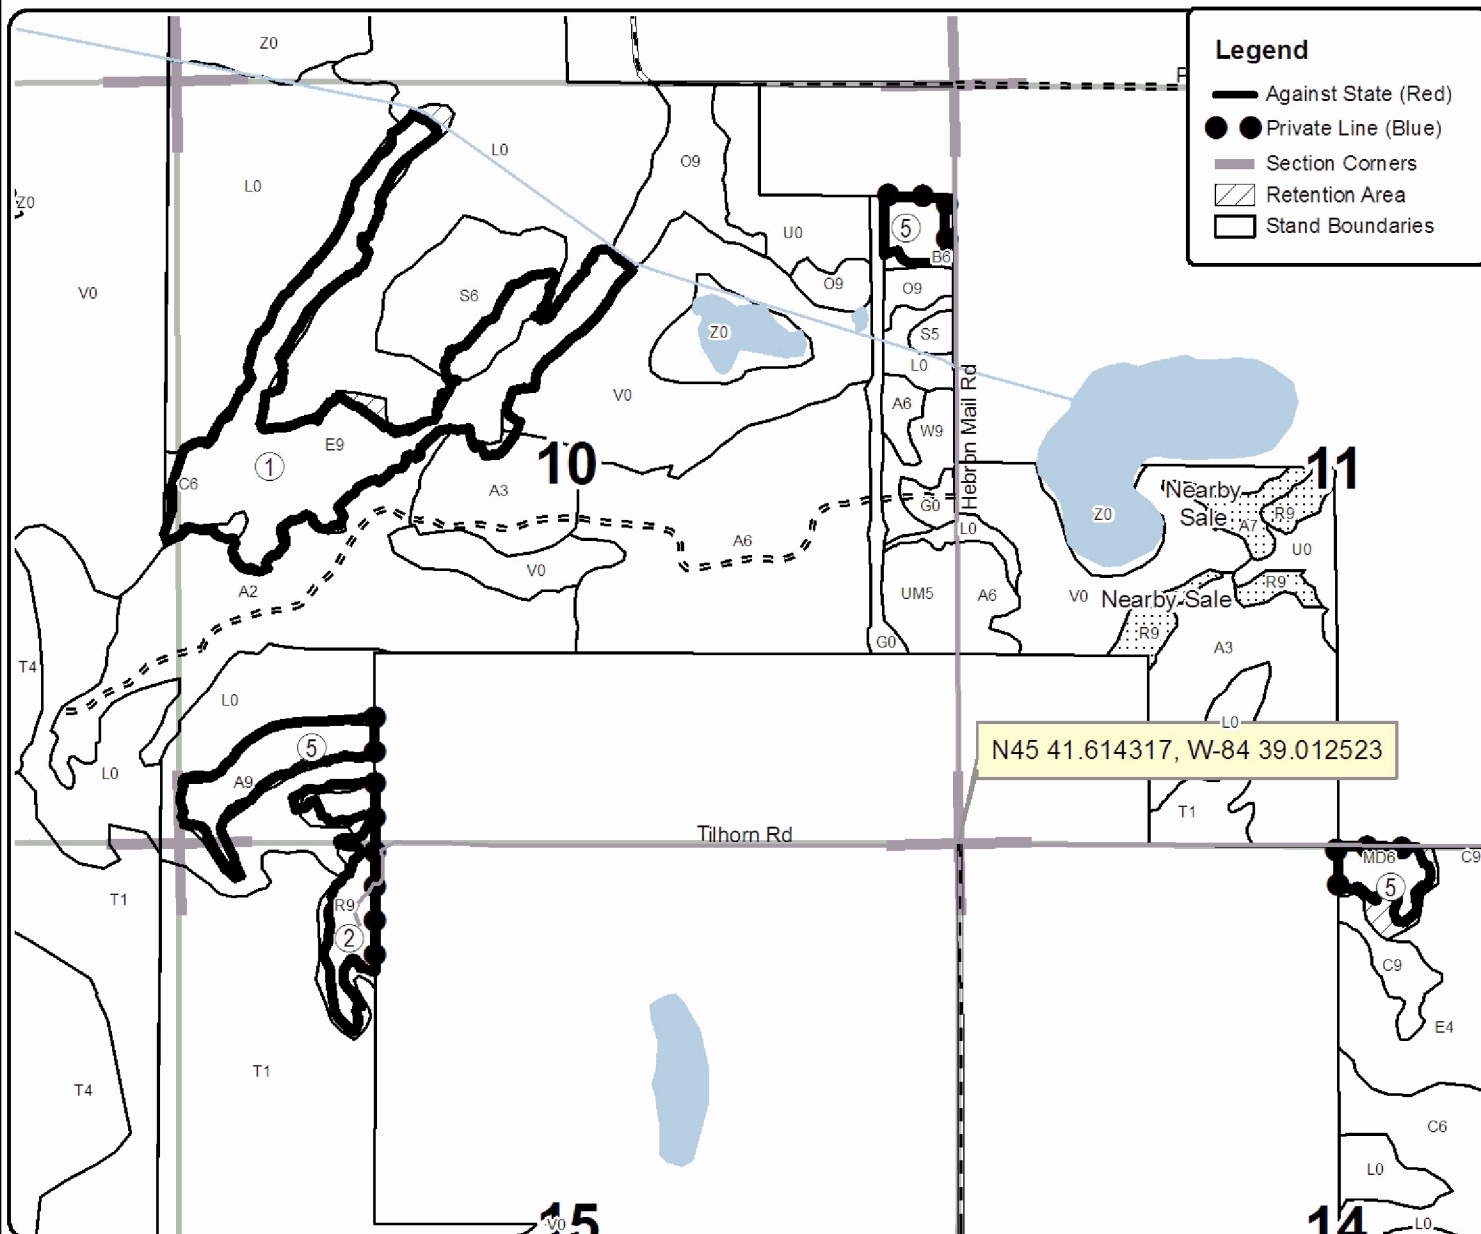 Legend
Against State (Red)
Private Line (Blue)
Section Corners
Retention Area
Stand Boundaries
Z0
P
L0
O9
L0
Z0
U0
5
B6
V0
S6
O9
O9
Z0
S5
L0
V0
A6
W9
Hebron Mail Rd
E9
1
10
11
C6
A3
Nearby
Sale
G0
Z0
A7
R9
L0
A6
U0
V0
A2
R9
UM5
A6
V0
Nearby Sale
R9
G0
A3
T4
L0
L0
5
N45 41.614317, W-84 39.012523
L0
A9
T1
Tilhorn Rd
MD6
C9
5
T1
R9
2
C9
E4
T1
T4
C6
L0
15
V0
14
L0